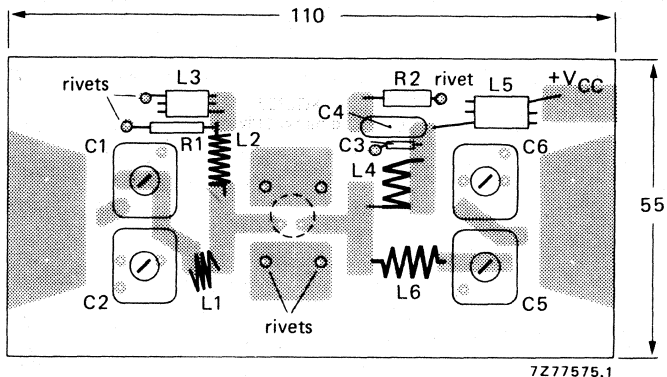 110
rivets
L3
R2
rivet
L5
+VCC
C4
C1
R1
L2
C3
L4
C6
55
C2
L1
rivets
L6
C5
7Z77575.1